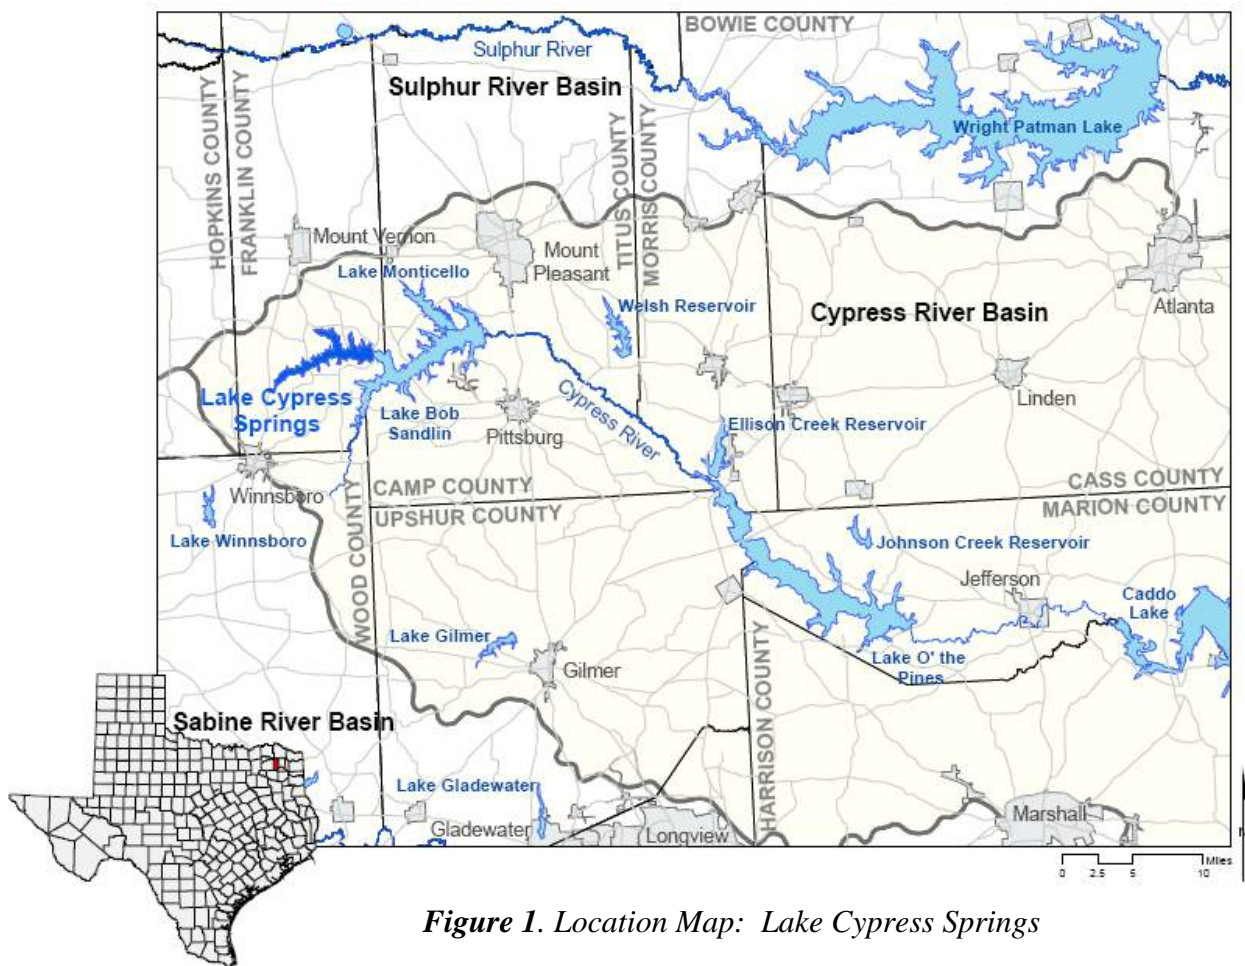 BOWIE COUNTY
Sulphur River
Sulphur River Basin
HOPKINS COUNTY
FRANKLIN COUNTY
TITUS COUNTY
MORRIS COUNTY
Wright Patman Lake
Mount Vernon
Mount
Pleasant
Lake Monticello
Welsh Reservoir
Cypress River Basin
Atlanta
Lake Cypress
Springs
Lake Bob
Sandlin
Pittsburg
Cypress River
Linden
Ellison Creek Reservoir
Winnsboro
CAMP COUNTY
UPSHUR COUNTY
CASS COUNTY
MARION COUNTY
WOOD COUNTY
Lake Winnsboro
Johnson Creek Reservoir
Jefferson
Caddo
Lake
Lake Gilmer
Gilmer
Lake O' the
Pines
HARRISON COUNTY
Sabine River Basin
Lake Gladewater
Gladewater
Longview
Marshall
Miles
0 2.5 5 10
Figure 1. Location Map: Lake Cypress Springs